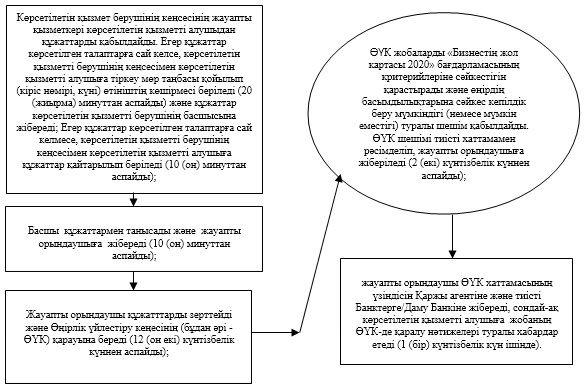 Көрсетілетін қызмет берушінің кеңсесінің жауапты
қызметкері көрсетілетін қызметті алушыдан
құжаттарды қабылдайды. Егер құжаттар
көрсетілген талаптарға сай келсе, көрсетілетін
қызметті берушінің кеңсесімен көрсетілетін
қызметті алушыға тіркеу мөр таңбасы қойылып
(кіріс нөмірі, күні) өтініштің көшірмесі беріледі (20
(жиырма) минуттан аспайды) және құжаттар
көрсетілетін қызметті берушінің басшысына
жібереді; Егер құжаттар көрсетілген талаптарға сай
келмесе, көрсетілетін қызметті берушінің
кеңсесімен көрсетілетін қызметті алушыға
құжаттар қайтарылып беріледі (10 (он) минуттан
аспайды);
Басшы құжаттармен танысады және жауапты
орындаушыға жібереді (10 (он) минуттан
аспайды);
Жауапты орындаушы құжатттарды зерттейді
және Өңірлік үйлестіру кеңесінің (бұдан әрі -
ӨҮК) қарауына береді (12 (он екі) күнтізбелік
күннен аспайды);
ӨҮК жобаларды «Бизнестің жол
картасы 2020» бағдарламасының
критерийлеріне сәйкестігін
қарастырады және өңірдің
басымдылықтарына сәйкес кепілдік
беру мүмкіндігі (немесе мүмкін
еместігі) туралы шешім қабылдайды.
ӨҮК шешімі тиісті хаттамамен
рәсімделіп, жауапты орындаушыға
жіберіледі (2 (екі) күнтізбелік күннен
аспайды);
жауапты орындаушы ӨҮК хаттамасының
үзіндісін Қаржы агентіне және тиісті
Банктерге/Даму Банкіне жібереді, сондай-ақ
көрсетілетін қызметті алушыға жобаның
ӨҮК-де қаралу нәтижелері туралы хабардар
етеді (1 (бір) күнтізбелік күн ішінде).